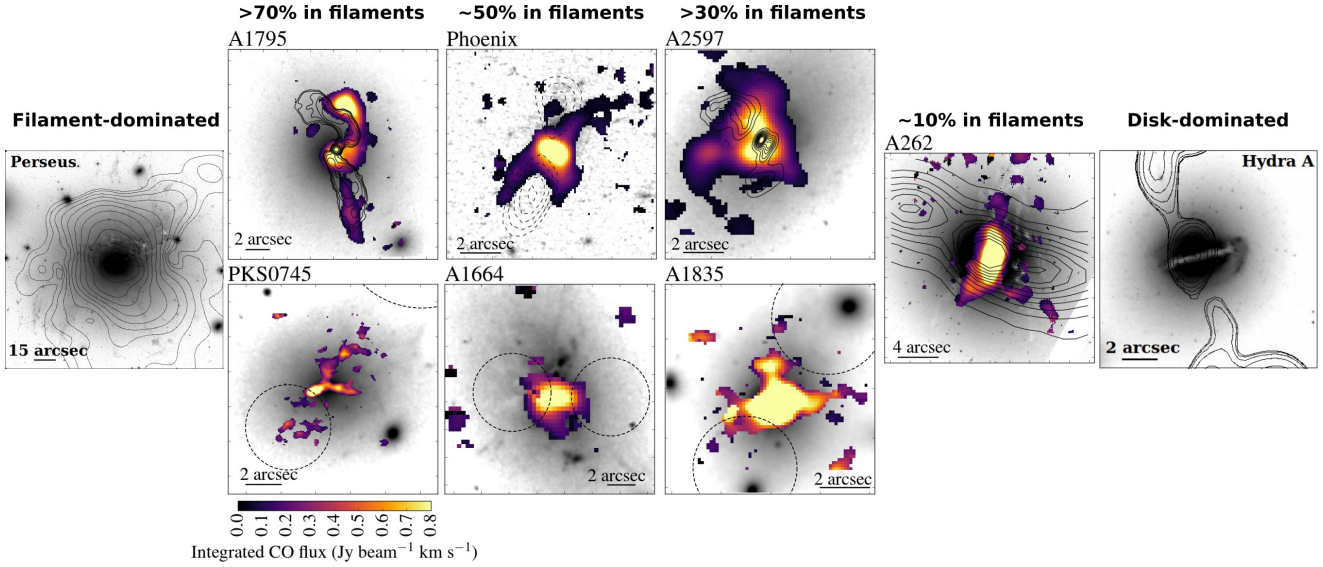 >70% in filaments
~50% in filaments
>30% in filaments
A1795
Phoenix
A2597
Filament-dominated
~10% in filaments
Disk-dominated
Perseus
A262
Hydra A
2 arcsec
2 arcsec
2 arcsec
15 arcsec
4 arcsec
2 arcsec
PKS0745
A1664
A1835
2 arcsec
2 arcsec
2 arcsec
0.0
0.1
0.2
0.3
0.4
0.5
0.6
0.7
0.8
Integrated CO flux (Jy beam⁻¹ km s⁻¹)